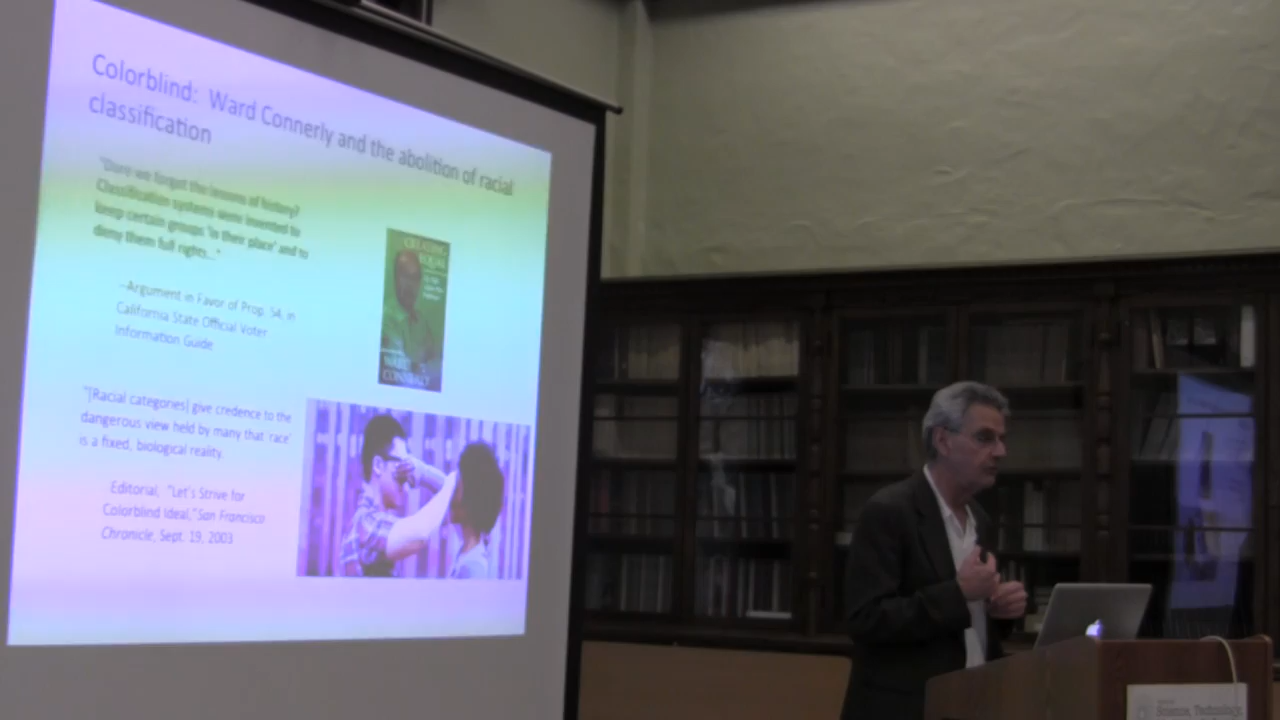 Colorblind: Ward Connerly and the abolition of racial
classification
"Dare we forget the lessons of history?
Classification systems were invented to
keep certain groups 'in their place' and to
deny them full rights..."
--Argument in Favor of Prop. 54, in
California State Official Voter
Information Guide
"[Racial categories] give credence to the
dangerous view held by many that 'race'
is a fixed, biological reality.
Editorial, "Let's Strive for
Colorblind Ideal," San Francisco
Chronicle, Sept. 19, 2003
CREATING
EQUAL
WARD
CONNERLY
Science, Technology,